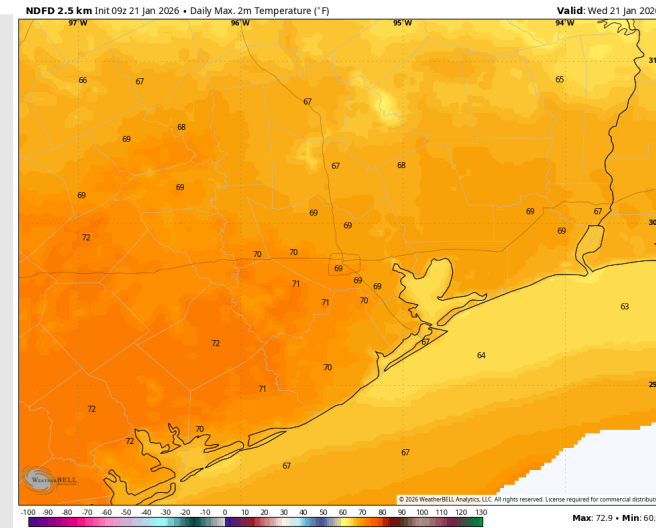 NDFD 2.5 km Init 09z 21 Jan 2026 • Daily Max. 2m Temperature (°F)
Valid: Wed 21 Jan 2026
97°W 96°W 95°W 94°W
31
66 67 65
67
68
69
67 68
69 69
69 69 67
69 69
72
30
70 70
69
69 69
71
71 70
63
67
72 64
70
29
71
72
70
72
67
67
WeatherBELL
© 2026 WeatherBELL Analytics, LLC. All rights reserved. License required for commercial distributi
-100 -90 -80 -70 -60 -50 -40 -30 -20 -10 0 10 20 30 40 50 60 70 80 90 100 110 120 130
Max: 72.9 • Min: 60.